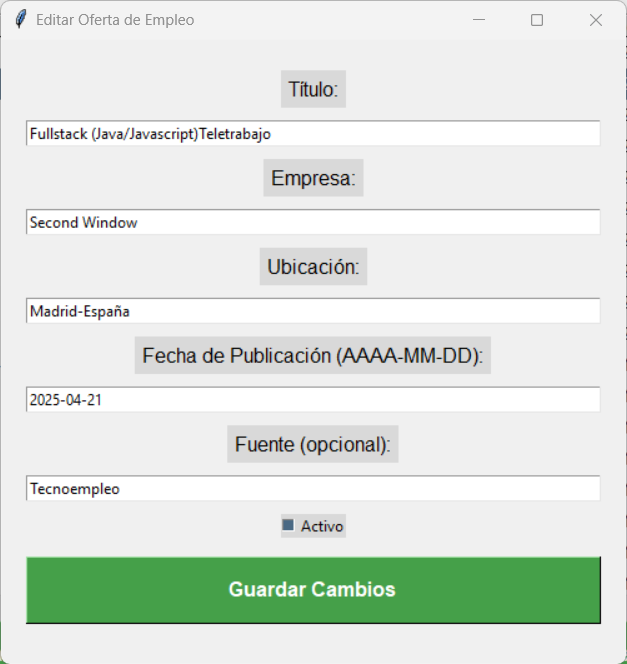 Editar Oferta de Empleo
Título:
Fullstack (Java/Javascript)Teletrabajo
Empresa:
Second Window
Ubicación:
Madrid-España
Fecha de Publicación (AAAA-MM-DD):
2025-04-21
Fuente (opcional):
Tecnoempleo
Activo
Guardar Cambios